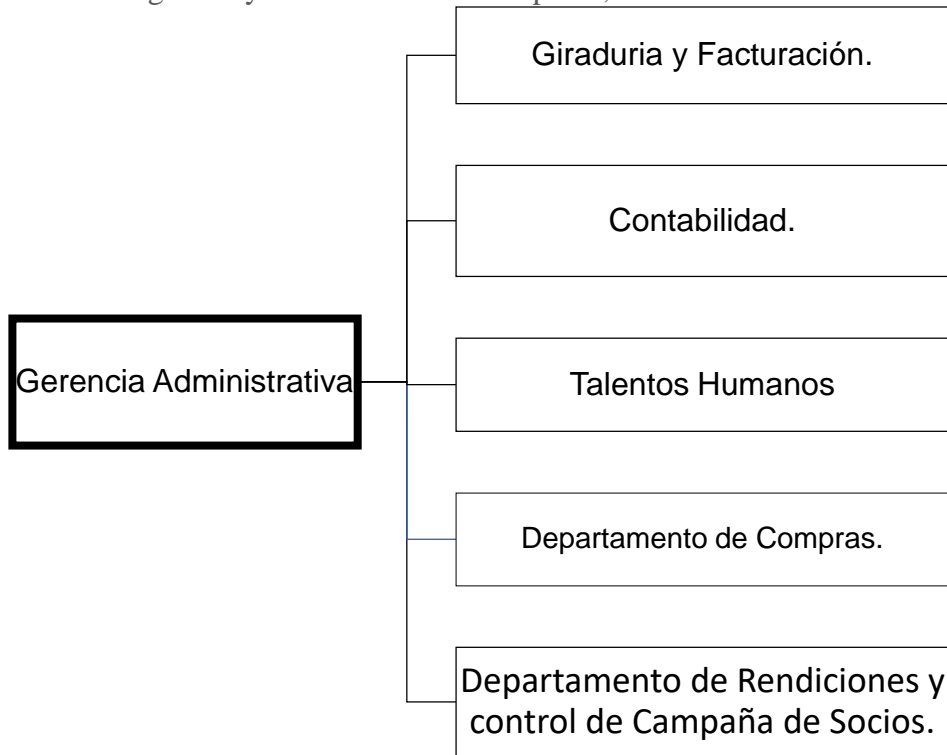 Giraduria y Facturación.
Contabilidad.
Gerencia Administrativa
Talentos Humanos
Departamento de Compras.
Departamento de Rendiciones y
control de Campaña de Socios.